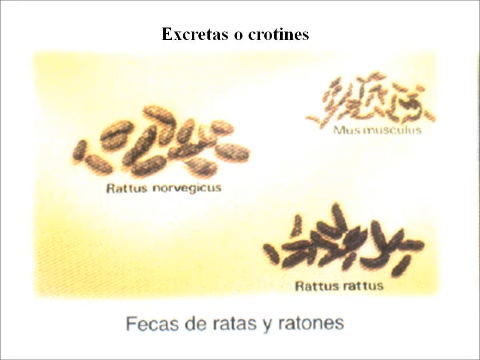 Excretas o crotines
Mus musculus
Rattus norvegicus
Rattus rattus
Fecas de ratas y ratones